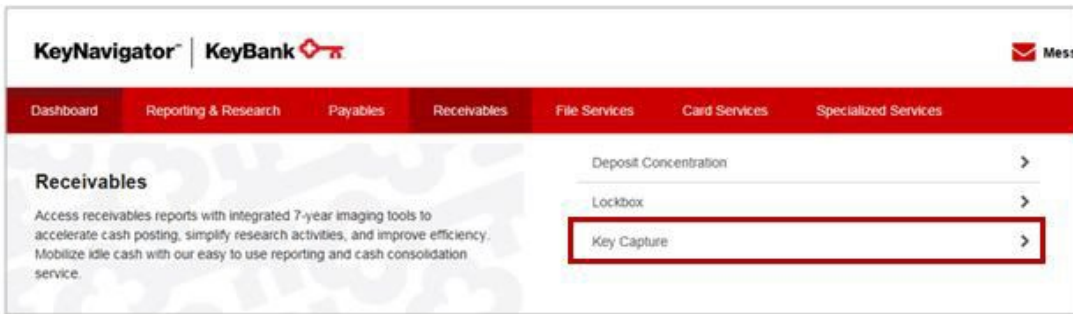 KeyNavigator™ | KeyBank
Dashboard Reporting & Research Payables Receivables File Services Card Services Specialized Services
Receivables
Access receivables reports with integrated 7-year imaging tools to
accelerate cash posting, simplify research activities, and improve efficiency.
Mobilize idle cash with our easy to use reporting and cash consolidation
service.
Deposit Concentration
Lockbox
Key Capture